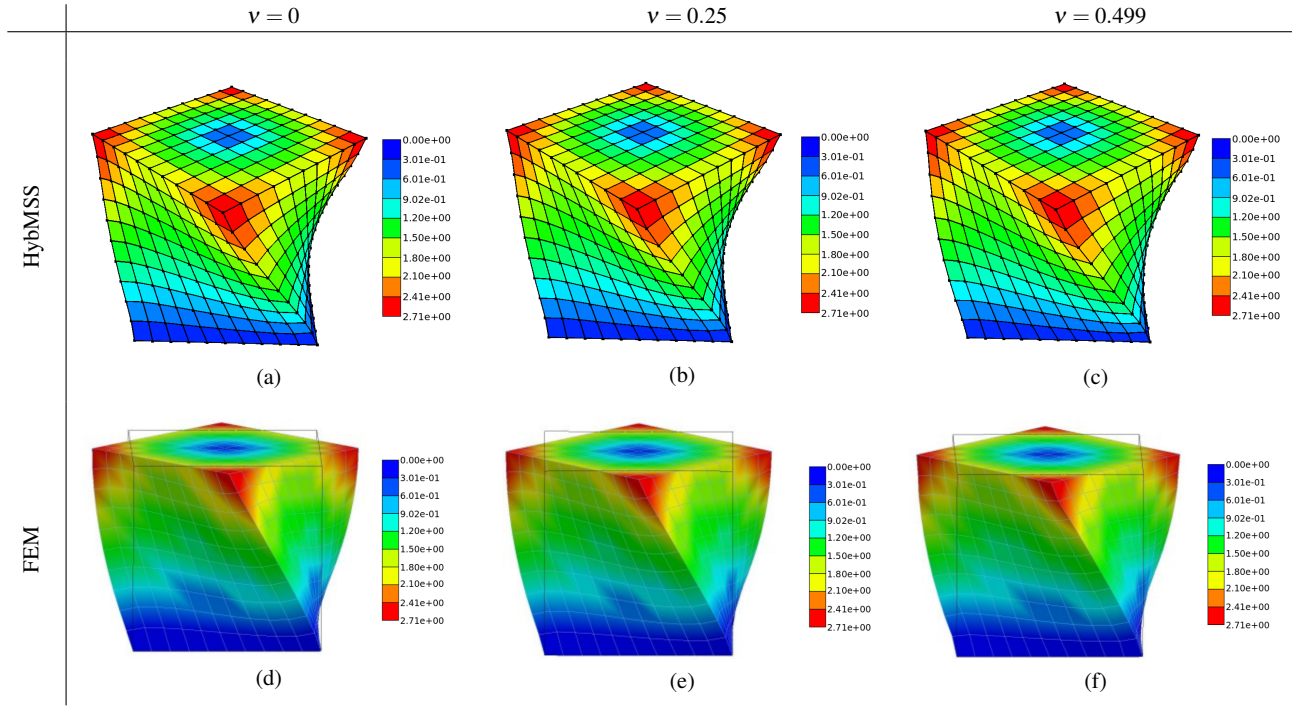 ν = 0
ν = 0.25
ν = 0.499
HybMSS
0.00e+00
3.01e-01
6.01e-01
9.02e-01
1.20e+00
1.50e+00
1.80e+00
2.10e+00
2.41e+00
2.71e+00
(a)
0.00e+00
3.01e-01
6.01e-01
9.02e-01
1.20e+00
1.50e+00
1.80e+00
2.10e+00
2.41e+00
2.71e+00
(b)
0.00e+00
3.01e-01
6.01e-01
9.02e-01
1.20e+00
1.50e+00
1.80e+00
2.10e+00
2.41e+00
2.71e+00
(c)
FEM
0.00e+00
3.01e-01
6.01e-01
9.02e-01
1.20e+00
1.50e+00
1.80e+00
2.10e+00
2.41e+00
2.71e+00
(d)
0.00e+00
3.01e-01
6.01e-01
9.02e-01
1.20e+00
1.50e+00
1.80e+00
2.10e+00
2.41e+00
2.71e+00
(e)
0.00e+00
3.01e-01
6.01e-01
9.02e-01
1.20e+00
1.50e+00
1.80e+00
2.10e+00
2.41e+00
2.71e+00
(f)